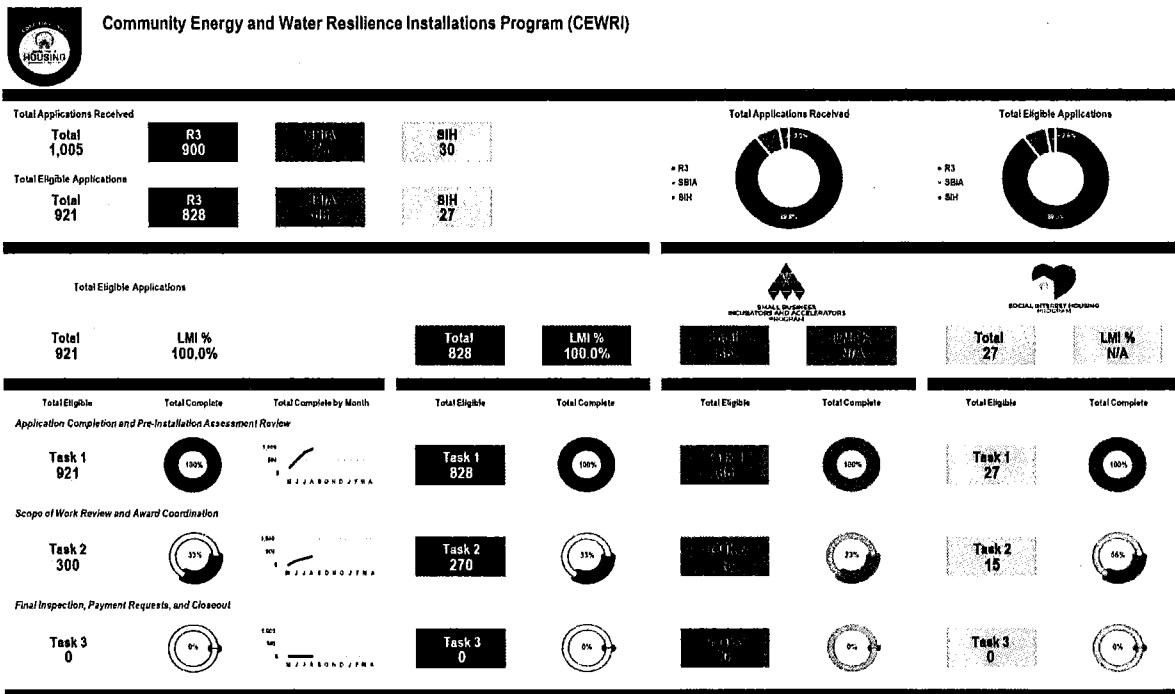 Community Energy and Water Resilience Installations Program (CEWRI)
HOUSING
Total Applications Received
Total R3 SIH
1,005 900 30
Total Eligible Applications
Total R3 SIH
921 828 27
Total Applications Received
R3
SBIA
SIH
Total Eligible Applications
R3
SBIA
SIH
Total Eligible Applications
SMALL BUSINESS
INCUBATORS AND ACCELERATORS
PROGRAM
SOCIAL INTEREST HOUSING
PROGRAM
Total LMI % Total LMI % Total LMI %
921 100.0% 828 100.0% N/A 27 N/A
Total Eligible Total Complete Total Complete by Month Total Eligible Total Complete Total Eligible Total Complete Total Eligible Total Complete
Application Completion and Pre-Installation Assessment Review
Task 1 Task 1 Task 1
921 100% 828 100% 100% 27 100%
M J J A S O N D J F M A
Scope of Work Review and Award Coordination
Task 2 Task 2 Task 2
300 33% 270 33% 23% 15 56%
M J J A S O N D J F M A
Final Inspection, Payment Requests, and Closeout
Task 3 Task 3 Task 3
0 0% 0 0% 0% 0 0%
M J J A S O N D J F M A